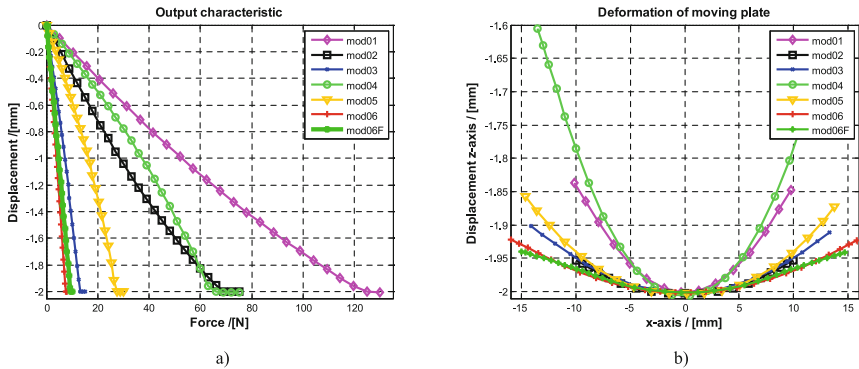 Output characteristic
Displacement /[mm]
0
-0.2
-0.4
-0.6
-0.8
-1
-1.2
-1.4
-1.6
-1.8
-2
0 20 40 60 80 100 120
Force /[N]
mod01
mod02
mod03
mod04
mod05
mod06
mod06F
a)
Deformation of moving plate
Displacement z-axis / [mm]
-1.6
-1.65
-1.7
-1.75
-1.8
-1.85
-1.9
-1.95
-2
-15 -10 -5 0 5 10 15
x-axis / [mm]
mod01
mod02
mod03
mod04
mod05
mod06
mod06F
b)